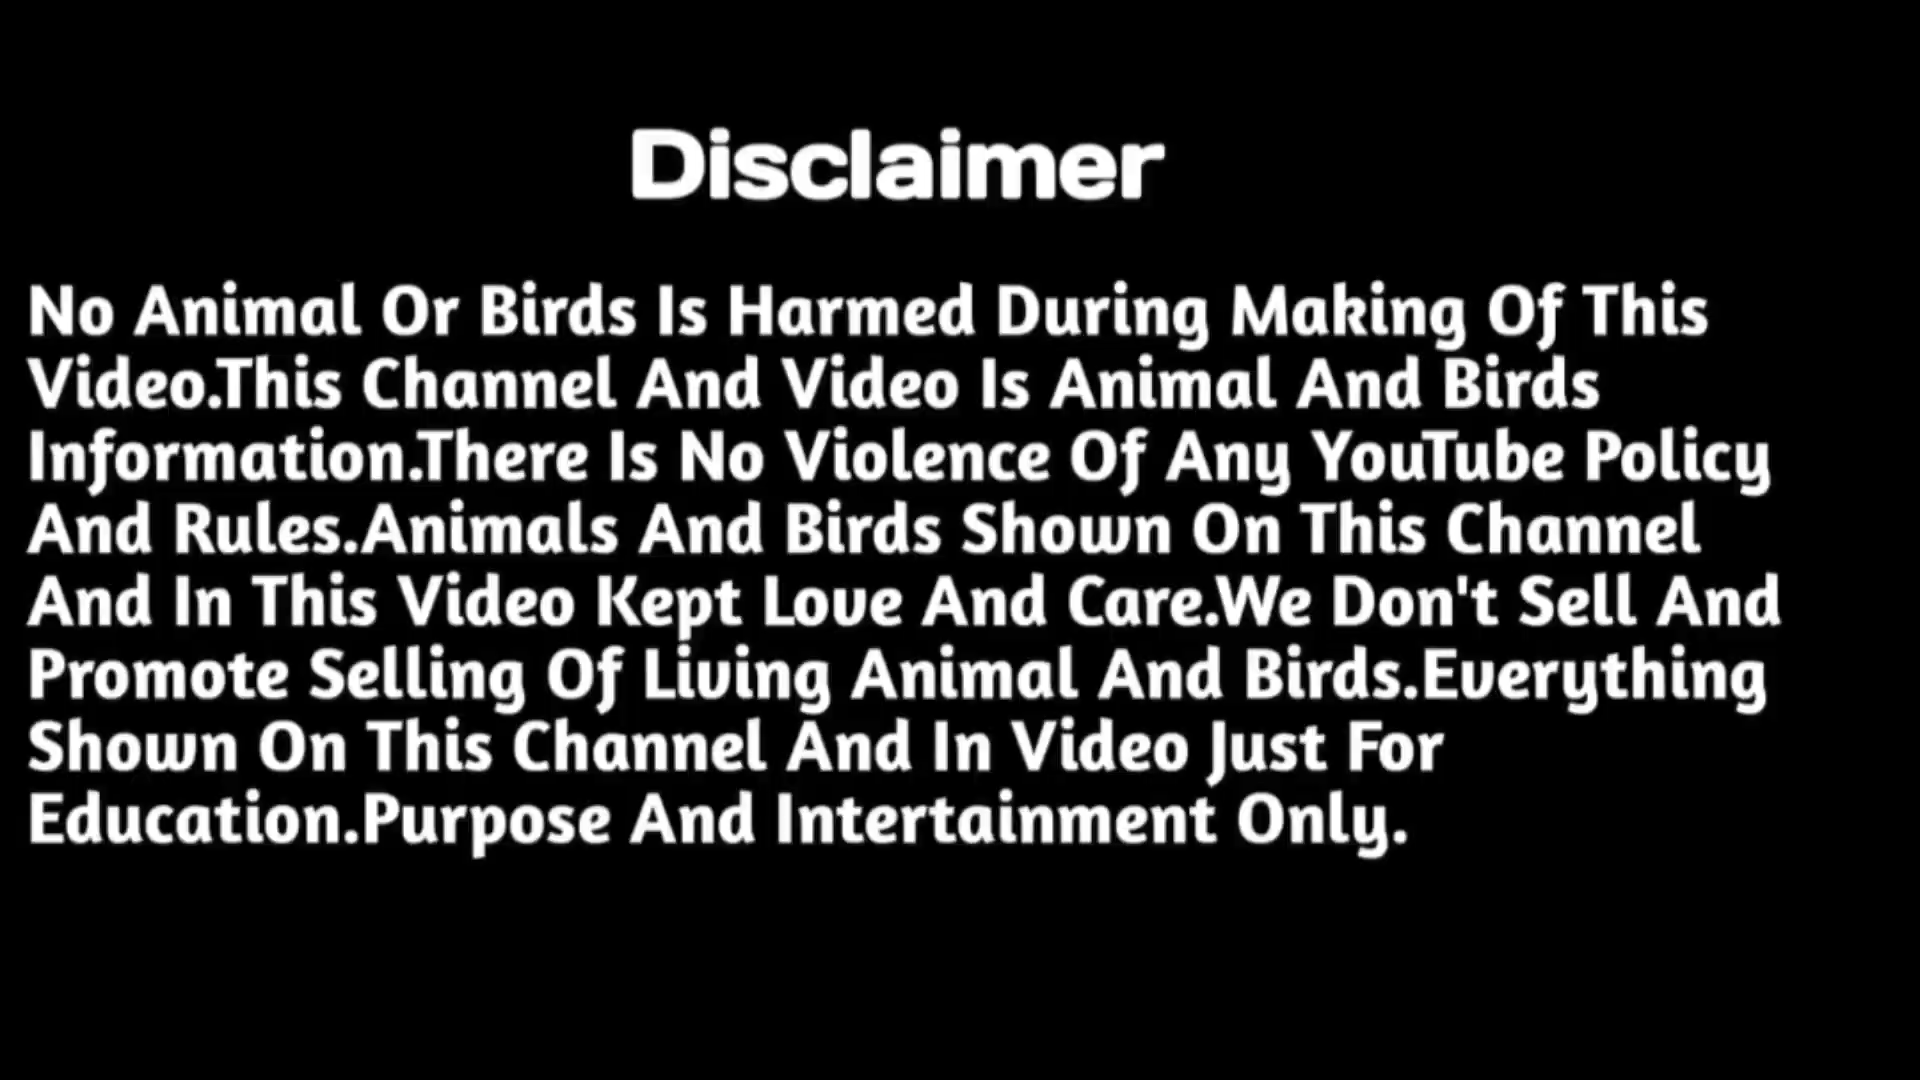 Disclaimer
No Animal Or Birds Is Harmed During Making Of This
Video.This Channel And Video Is Animal And Birds
Information.There Is No Violence Of Any YouTube Policy
And Rules.Animals And Birds Shown On This Channel
And In This Video Kept Love And Care.We Don't Sell And
Promote Selling Of Living Animal And Birds.Everything
Shown On This Channel And In Video Just For
Education.Purpose And Intertainment Only.